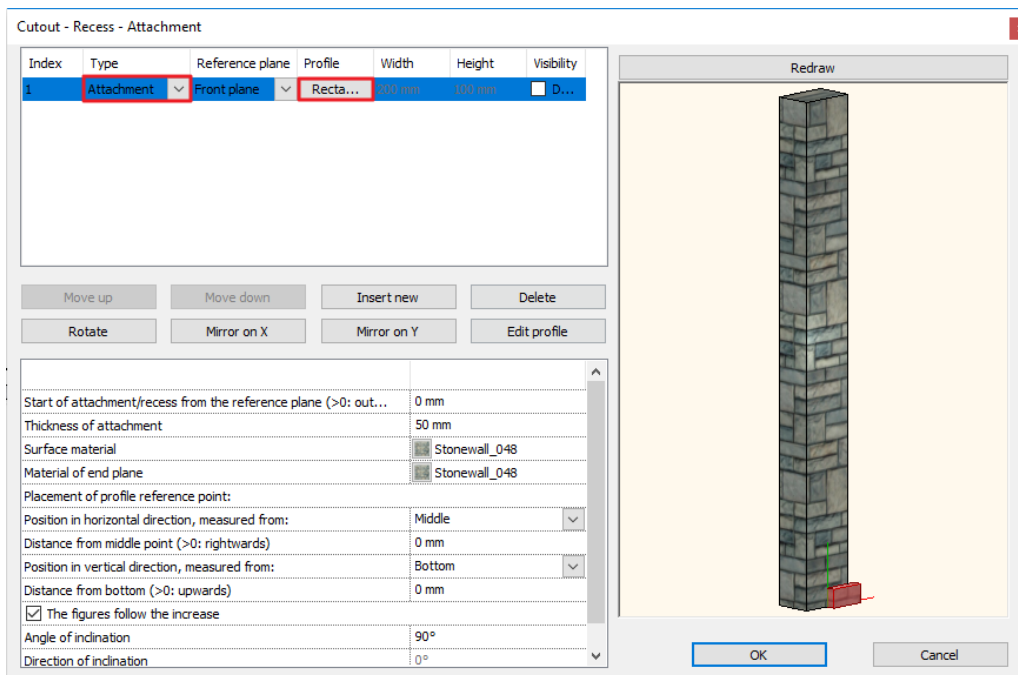 Cutout - Recess - Attachment
Index Type Reference plane Profile Width Height Visibility
1 Attachment Front plane Recta... 200 mm 100 mm D...
Redraw
Move up Move down Insert new Delete
Rotate Mirror on X Mirror on Y Edit profile
Start of attachment/recess from the reference plane (>0: out... 0 mm
Thickness of attachment 50 mm
Surface material Stonewall_048
Material of end plane Stonewall_048
Placement of profile reference point:
Position in horizontal direction, measured from: Middle
Distance from middle point (>0: rightwards) 0 mm
Position in vertical direction, measured from: Bottom
Distance from bottom (>0: upwards) 0 mm
The figures follow the increase
Angle of inclination 90°
Direction of inclination 0°
OK Cancel